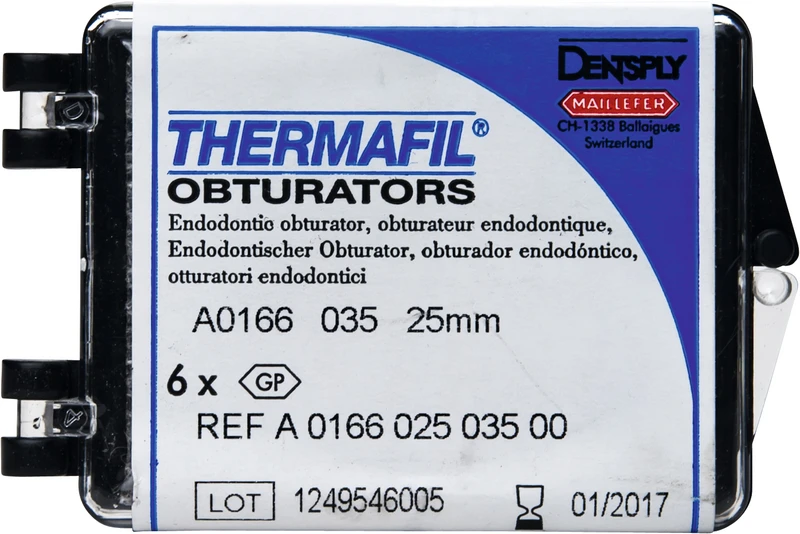 DENTSPLY
MAILLEFER
CH-1338 Ballaigues
Switzerland
THERMAFIL®
OBTURATORS
Endodontic obturator, obturateur endodontique,
Endodontischer Obturator, obturador endodóntico,
otturatori endodontici
A0166 035 25mm
6 x GP
REF A 0166 025 035 00
LOT 1249546005 01/2017